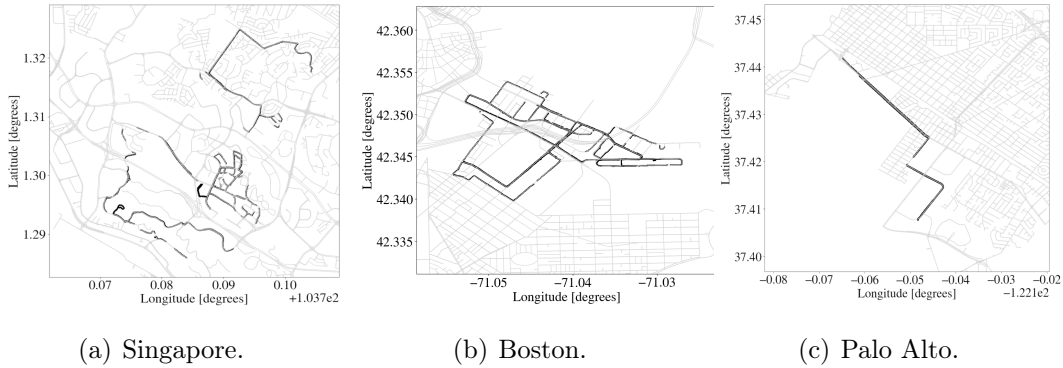 1.32
1.31
1.30
1.29
Latitude [degrees]
0.07 0.08 0.09 0.10
Longitude [degrees] +1.037e2
42.360
42.355
42.350
42.345
42.340
42.335
Latitude [degrees]
−71.05 −71.04 −71.03
Longitude [degrees]
37.45
37.44
37.43
37.42
37.41
37.40
Latitude [degrees]
−0.08 −0.07 −0.06 −0.05 −0.04 −0.03 −0.02
Longitude [degrees] −1.221e2
(a) Singapore.
(b) Boston.
(c) Palo Alto.